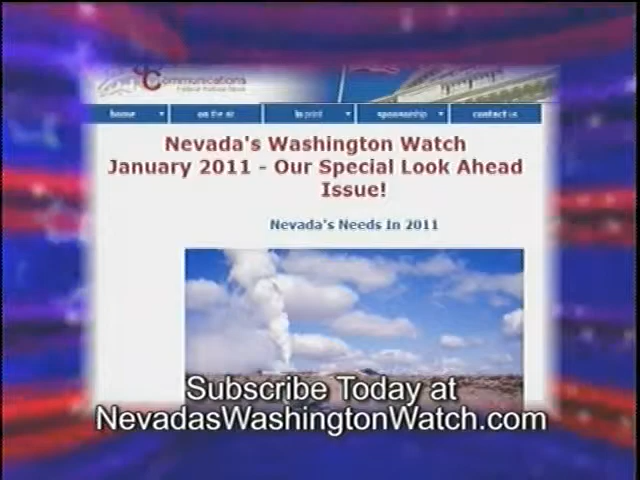 Communications
home
on the air
in print
sponsorship
contact us
Nevada's Washington Watch
January 2011 - Our Special Look Ahead
Issue!
Nevada's Needs In 2011
Subscribe Today at
NevadasWashingtonWatch.com